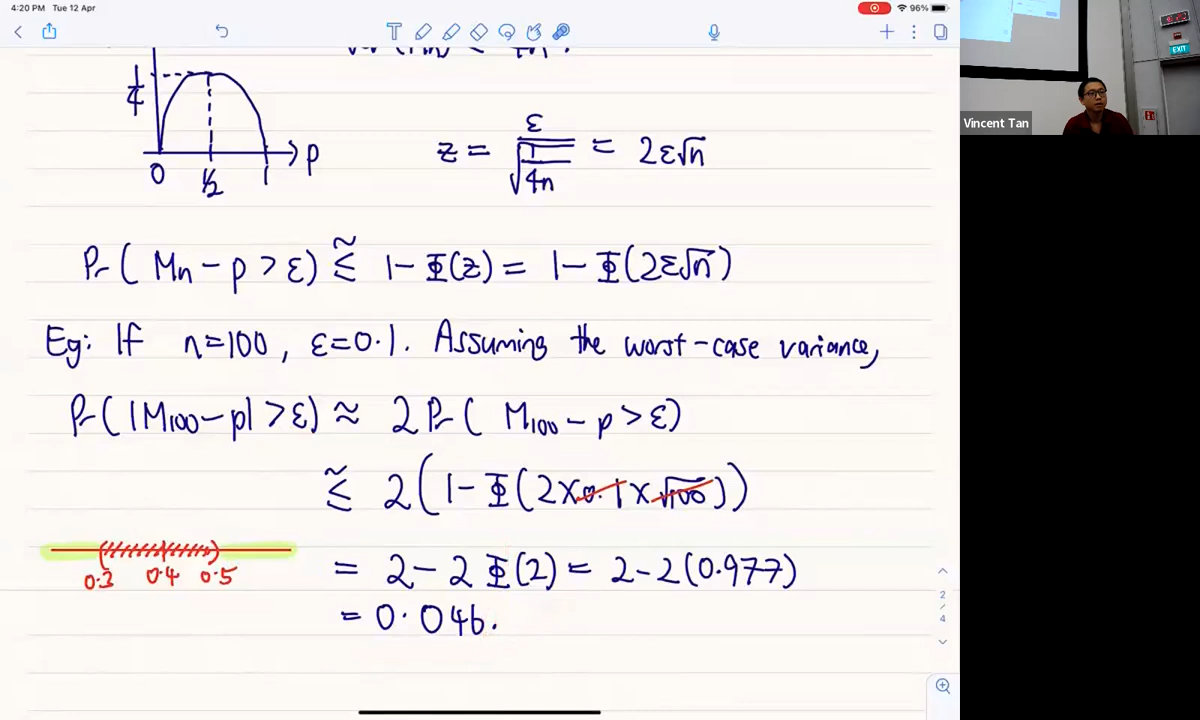 4:20 PM Tue 12 Apr
96%
Vincent Tan
EXIT
1/4
0 1/2 1 p
z = ε / √(1/4n) = 2ε√n
Pr( Mn − p > ε ) ≲ 1 − Φ(z) = 1 − Φ(2ε√n)
Eg: If n=100, ε=0.1. Assuming the worst-case variance,
Pr( |M100 − p| > ε ) ≈ 2 Pr( M100 − p > ε )
≲ 2( 1 − Φ( 2×0.1×√100 ) )
0.3 0.4 0.5
= 2 − 2 Φ(2) = 2 − 2(0.977)
= 0.046.
2
/
4